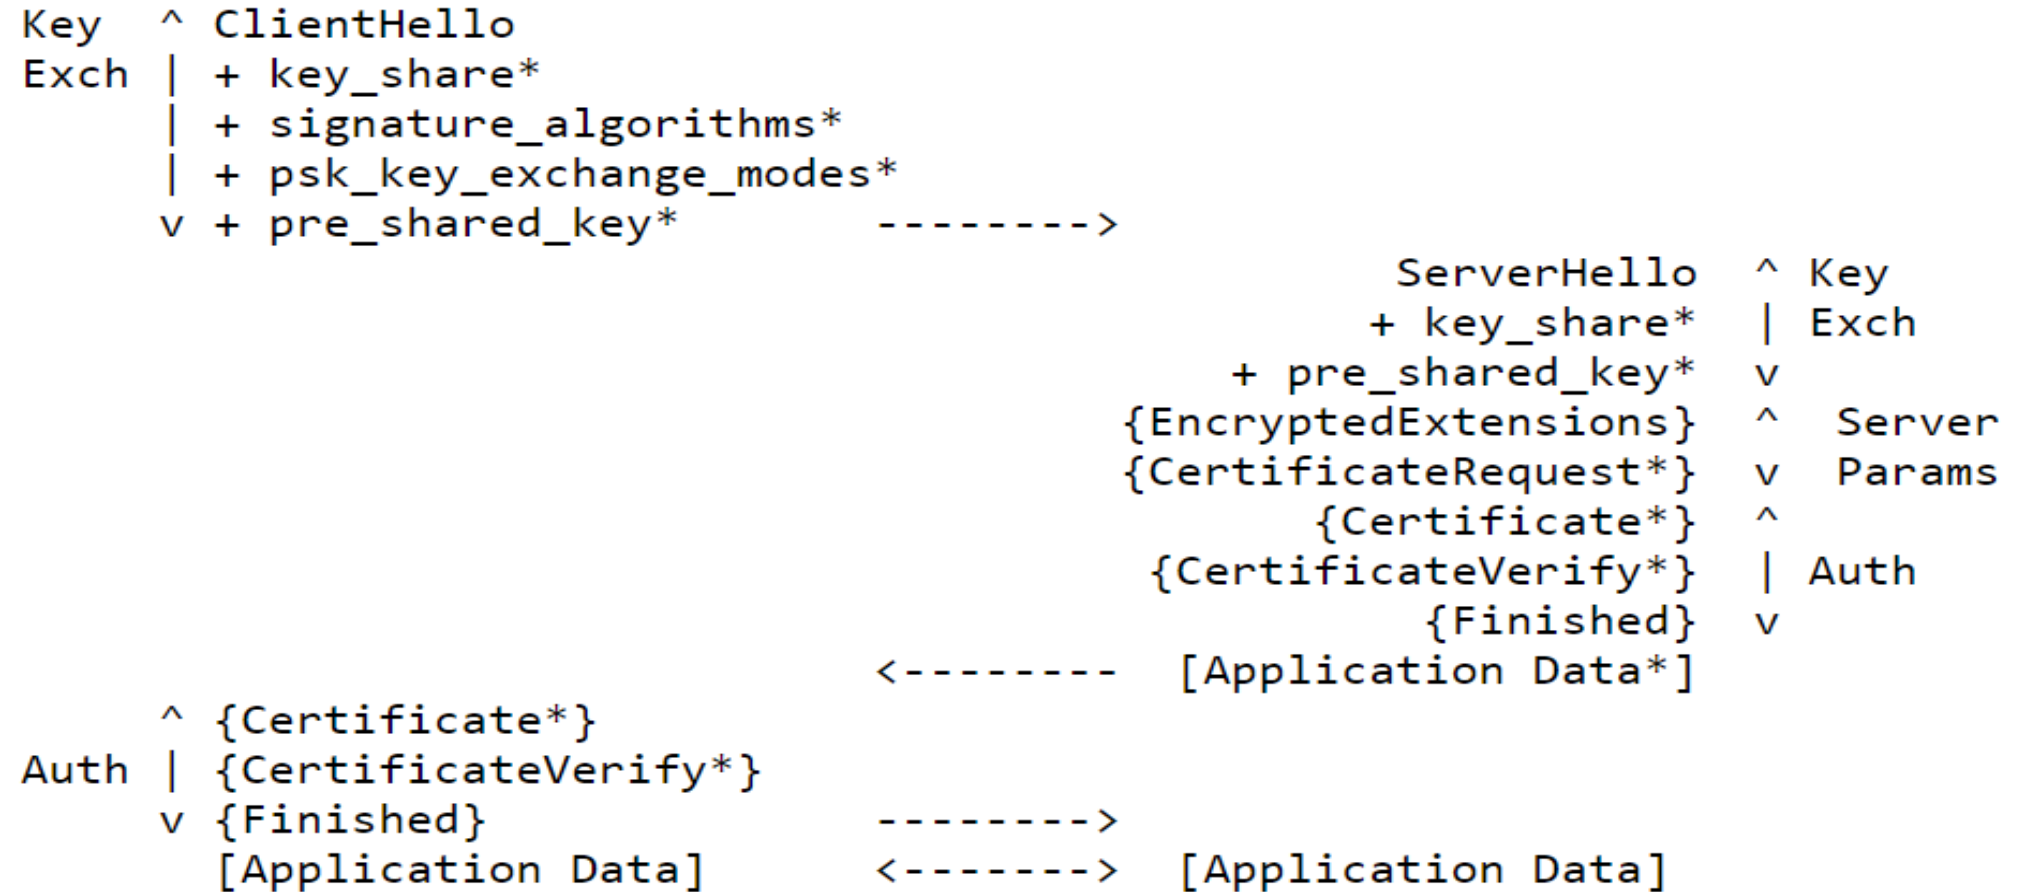 Key  ^ ClientHello
Exch | + key_share*
     | + signature_algorithms*
     | + psk_key_exchange_modes*
     v + pre_shared_key*       -------->
                                                  ServerHello  ^ Key
                                                 + key_share*  | Exch
                                            + pre_shared_key*  v
                                        {EncryptedExtensions}  ^  Server
                                        {CertificateRequest*}  v  Params
                                               {Certificate*}  ^
                                         {CertificateVerify*}  | Auth
                                                   {Finished}  v
                               <--------  [Application Data*]
     ^ {Certificate*}
Auth | {CertificateVerify*}
     v {Finished}              -------->
       [Application Data]      <------->  [Application Data]